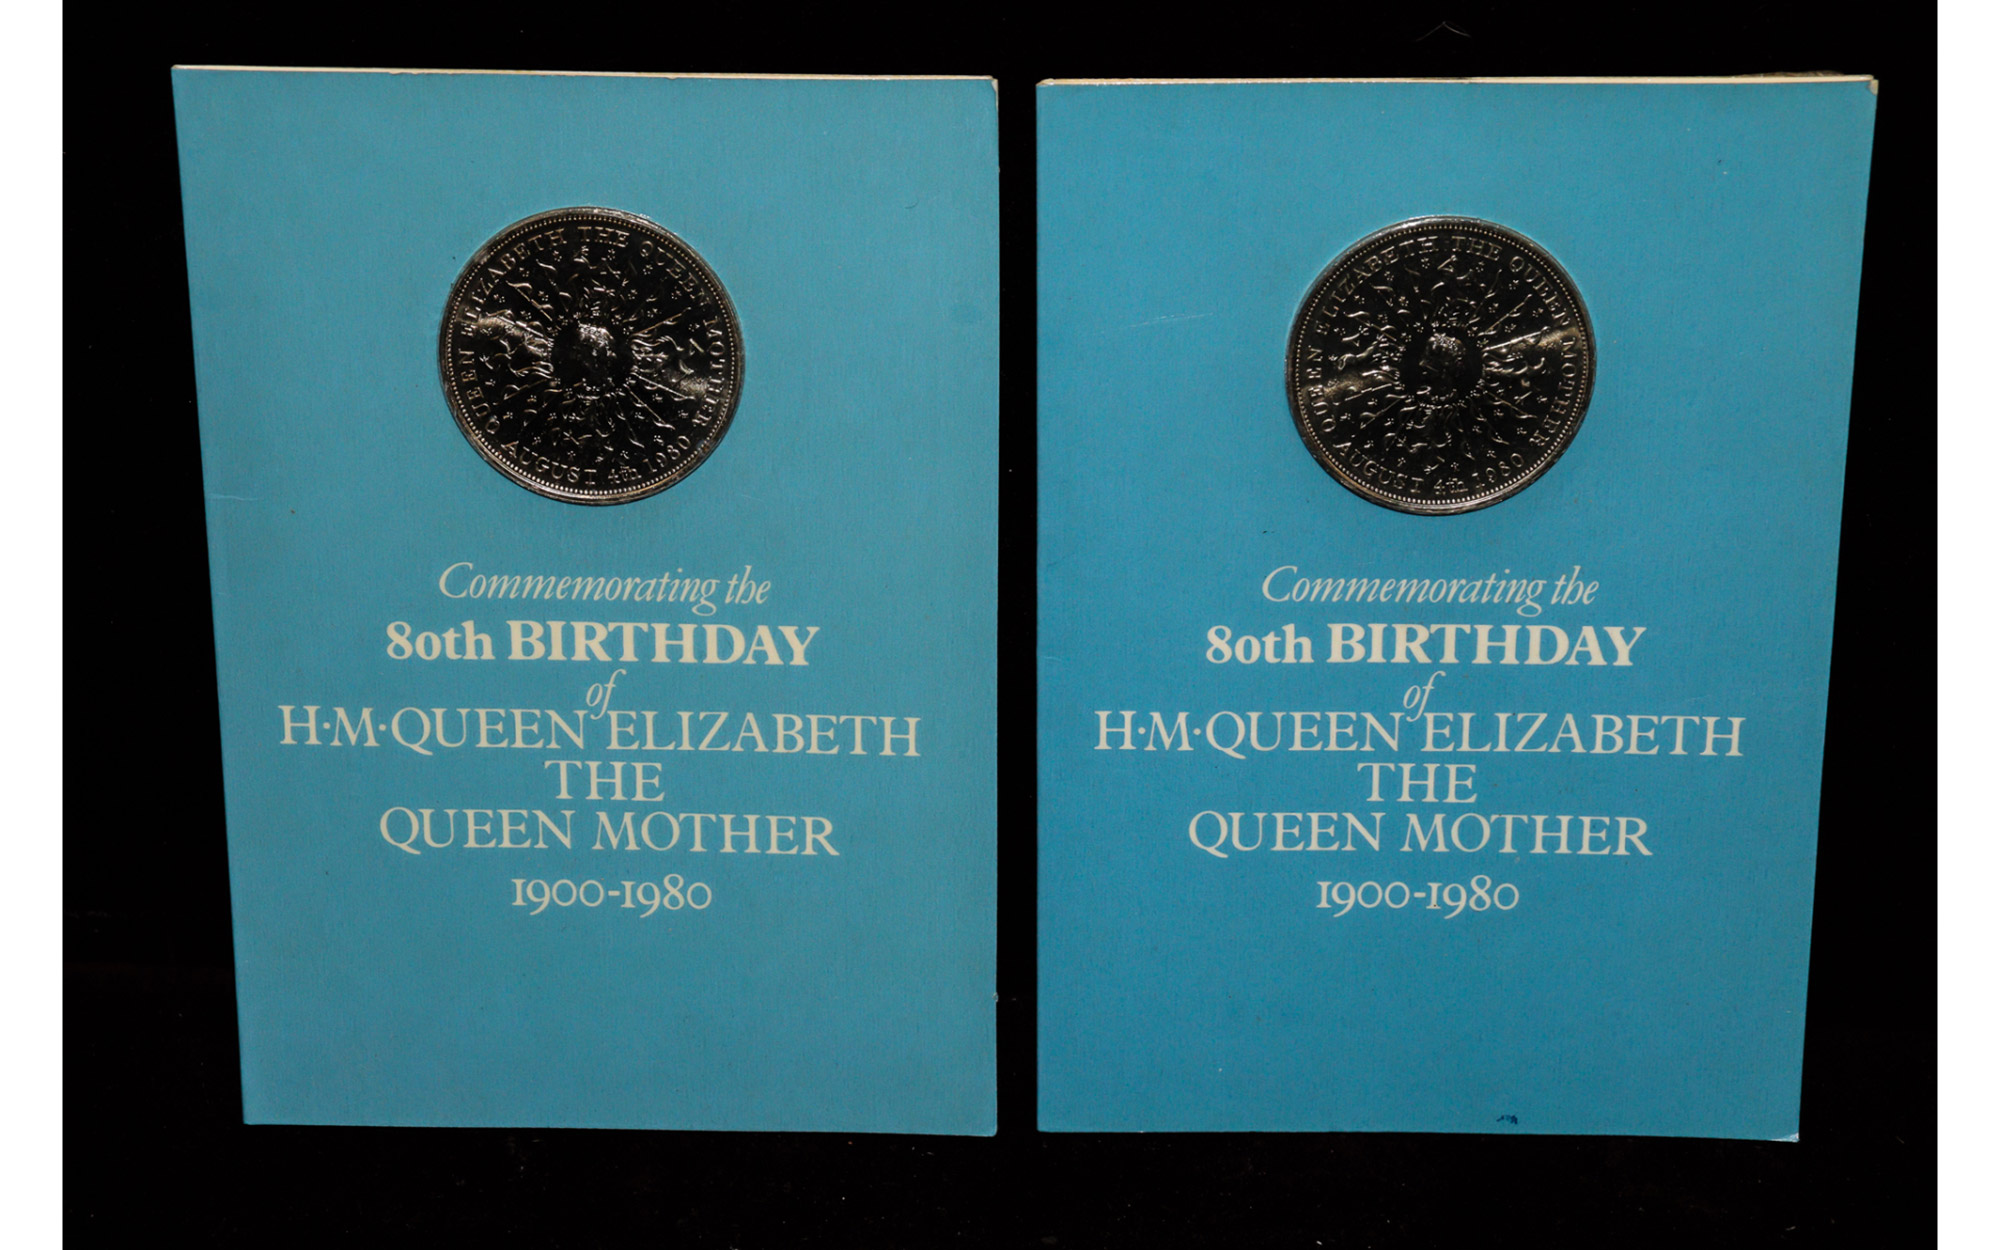 QUEEN ELIZABETH THE QUEEN MOTHER
AUGUST 4th 1980
Commemorating the
80th BIRTHDAY
of
H·M·QUEEN ELIZABETH
THE
QUEEN MOTHER
1900-1980
QUEEN ELIZABETH THE QUEEN MOTHER
AUGUST 4th 1980
Commemorating the
80th BIRTHDAY
of
H·M·QUEEN ELIZABETH
THE
QUEEN MOTHER
1900-1980